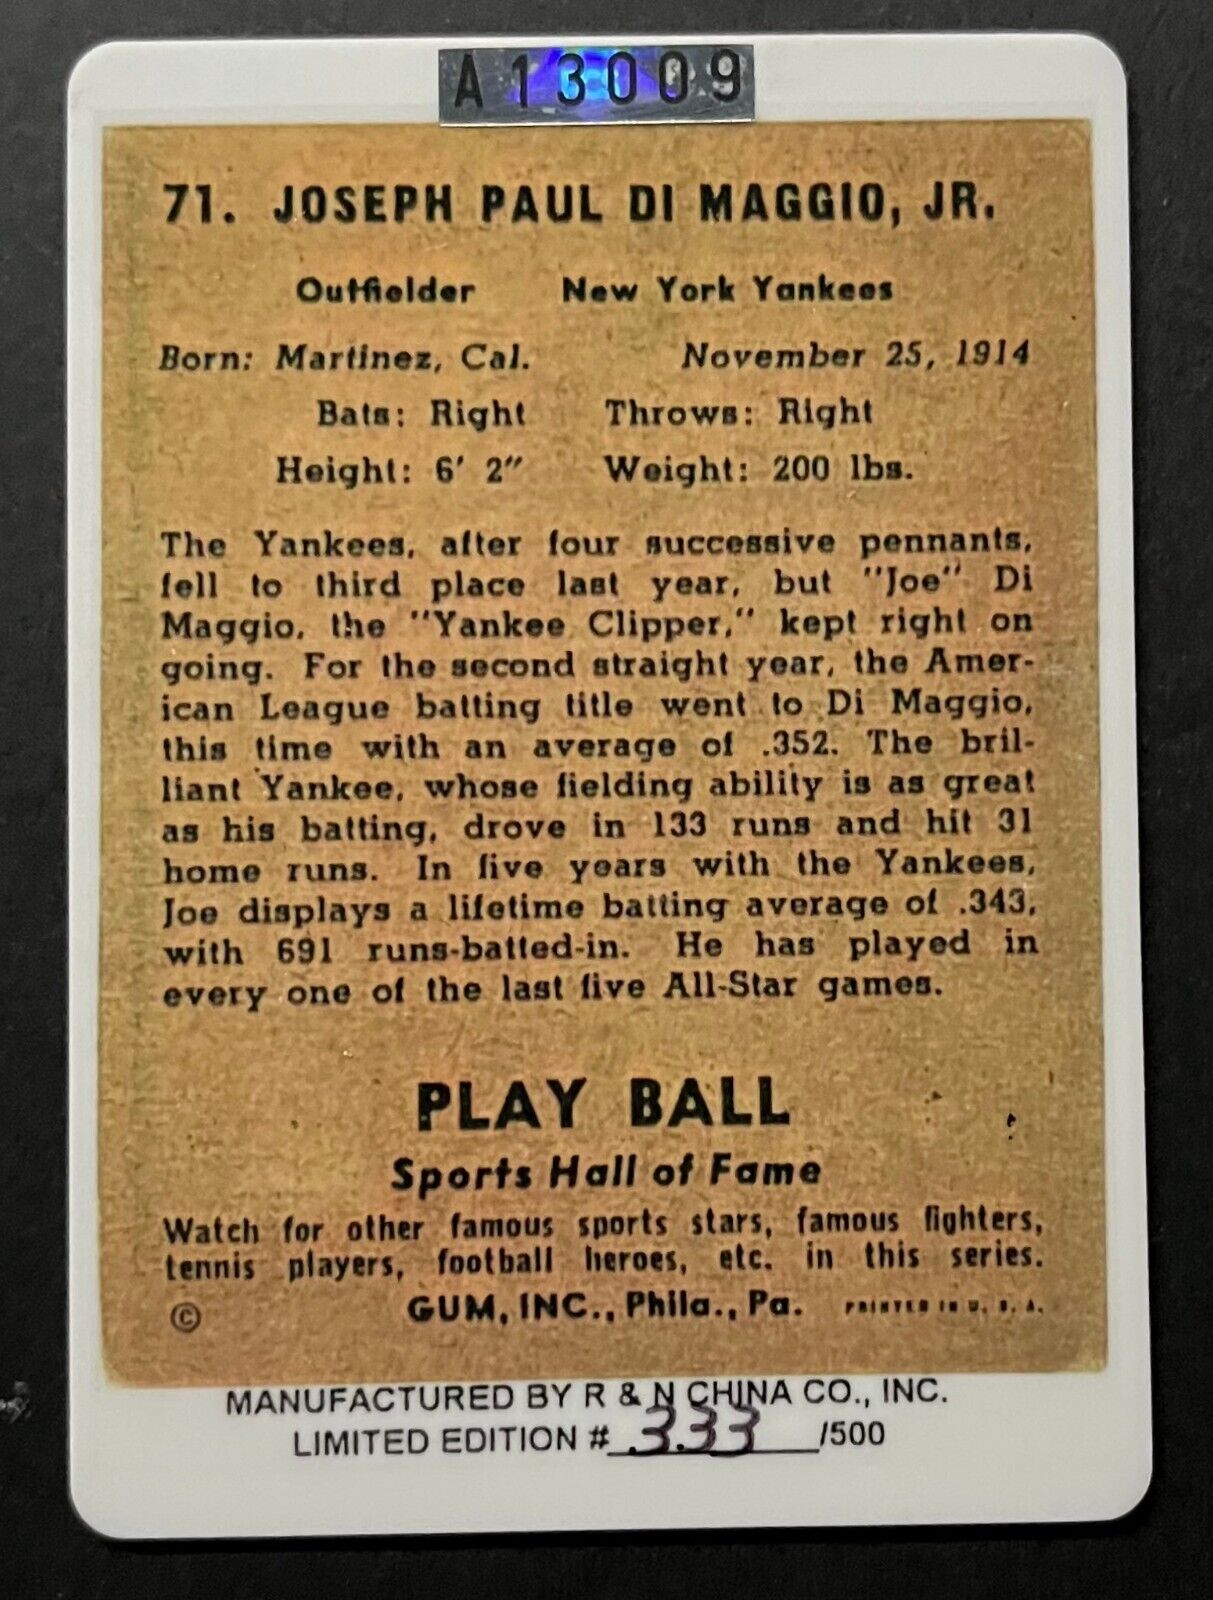 A13009
71. JOSEPH PAUL DI MAGGIO, JR.
Outfielder New York Yankees
Born: Martinez, Cal. November 25, 1914
Bats: Right Throws: Right
Height: 6' 2" Weight: 200 lbs.
The Yankees, after four successive pennants,
fell to third place last year, but "Joe" Di
Maggio, the "Yankee Clipper," kept right on
going. For the second straight year, the Amer-
ican League batting title went to Di Maggio,
this time with an average of .352. The bril-
liant Yankee, whose fielding ability is as great
as his batting, drove in 133 runs and hit 31
home runs. In five years with the Yankees,
Joe displays a lifetime batting average of .343,
with 691 runs-batted-in. He has played in
every one of the last five All-Star games.
PLAY BALL
Sports Hall of Fame
Watch for other famous sports stars, famous fighters,
tennis players, football heroes, etc. in this series.
© GUM, INC., Phila., Pa. PRINTED IN U. S. A.
MANUFACTURED BY R & N CHINA CO., INC.
LIMITED EDITION # 333 /500